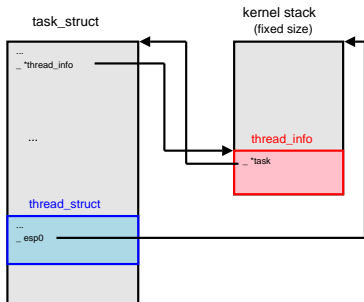 task_struct
...
_ *thread_info
...
thread_struct
...
_ esp0
kernel stack
(fixed size)
thread_info
_ *task